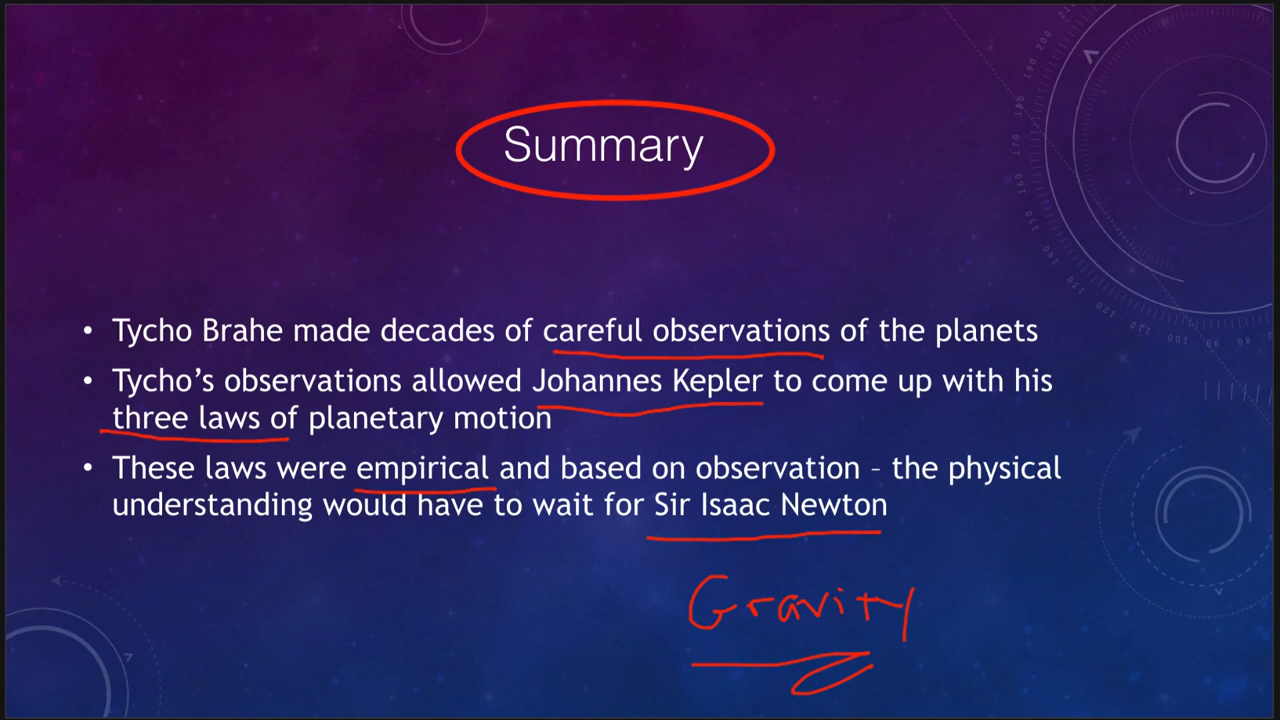 Summary
• Tycho Brahe made decades of careful observations of the planets
• Tycho’s observations allowed Johannes Kepler to come up with his
three laws of planetary motion
• These laws were empirical and based on observation – the physical
understanding would have to wait for Sir Isaac Newton
Gravity